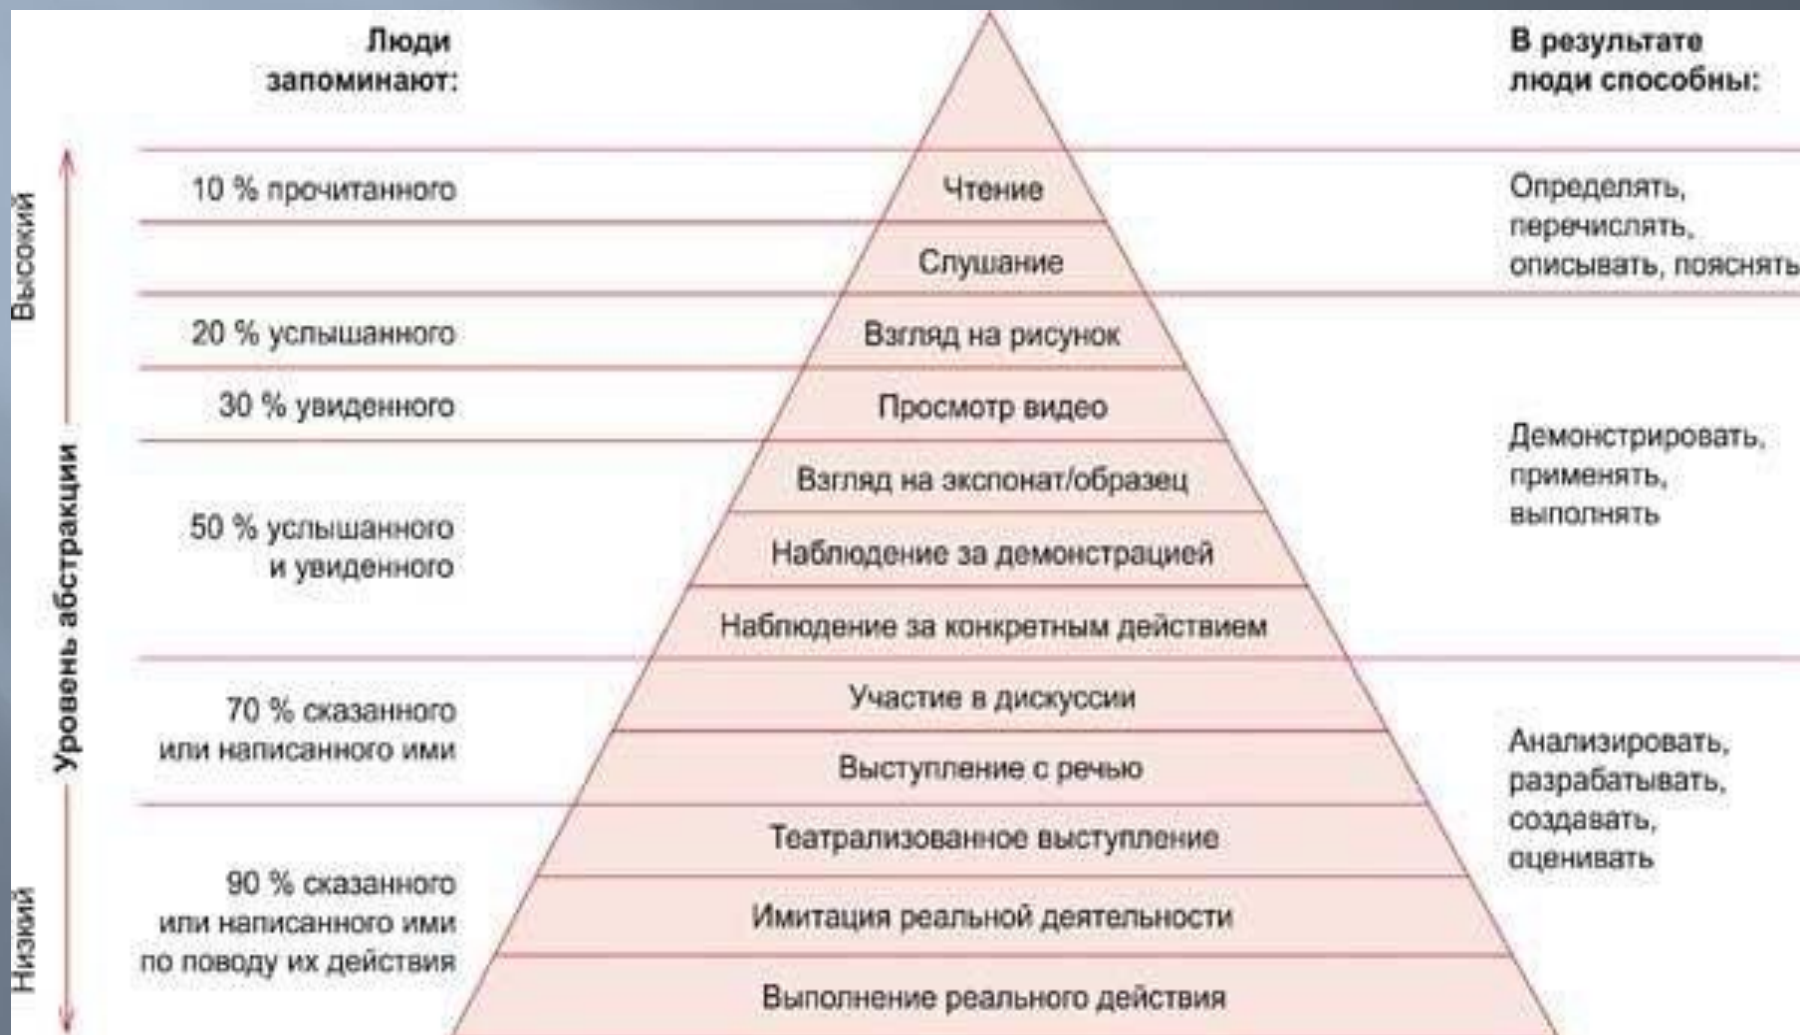 Люди
запоминают:
В результате
люди способны:
Высокий
Уровень абстракции
Низкий
10 % прочитанного
Чтение
Определять,
перечислять,
описывать, пояснять
Слушание
20 % услышанного
Взгляд на рисунок
30 % увиденного
Просмотр видео
Демонстрировать,
применять,
выполнять
Взгляд на экспонат/образец
50 % услышанного
и увиденного
Наблюдение за демонстрацией
Наблюдение за конкретным действием
70 % сказанного
или написанного ими
Участие в дискуссии
Выступление с речью
Анализировать,
разрабатывать,
создавать,
оценивать
Театрализованное выступление
90 % сказанного
или написанного ими
по поводу их действия
Имитация реальной деятельности
Выполнение реального действия